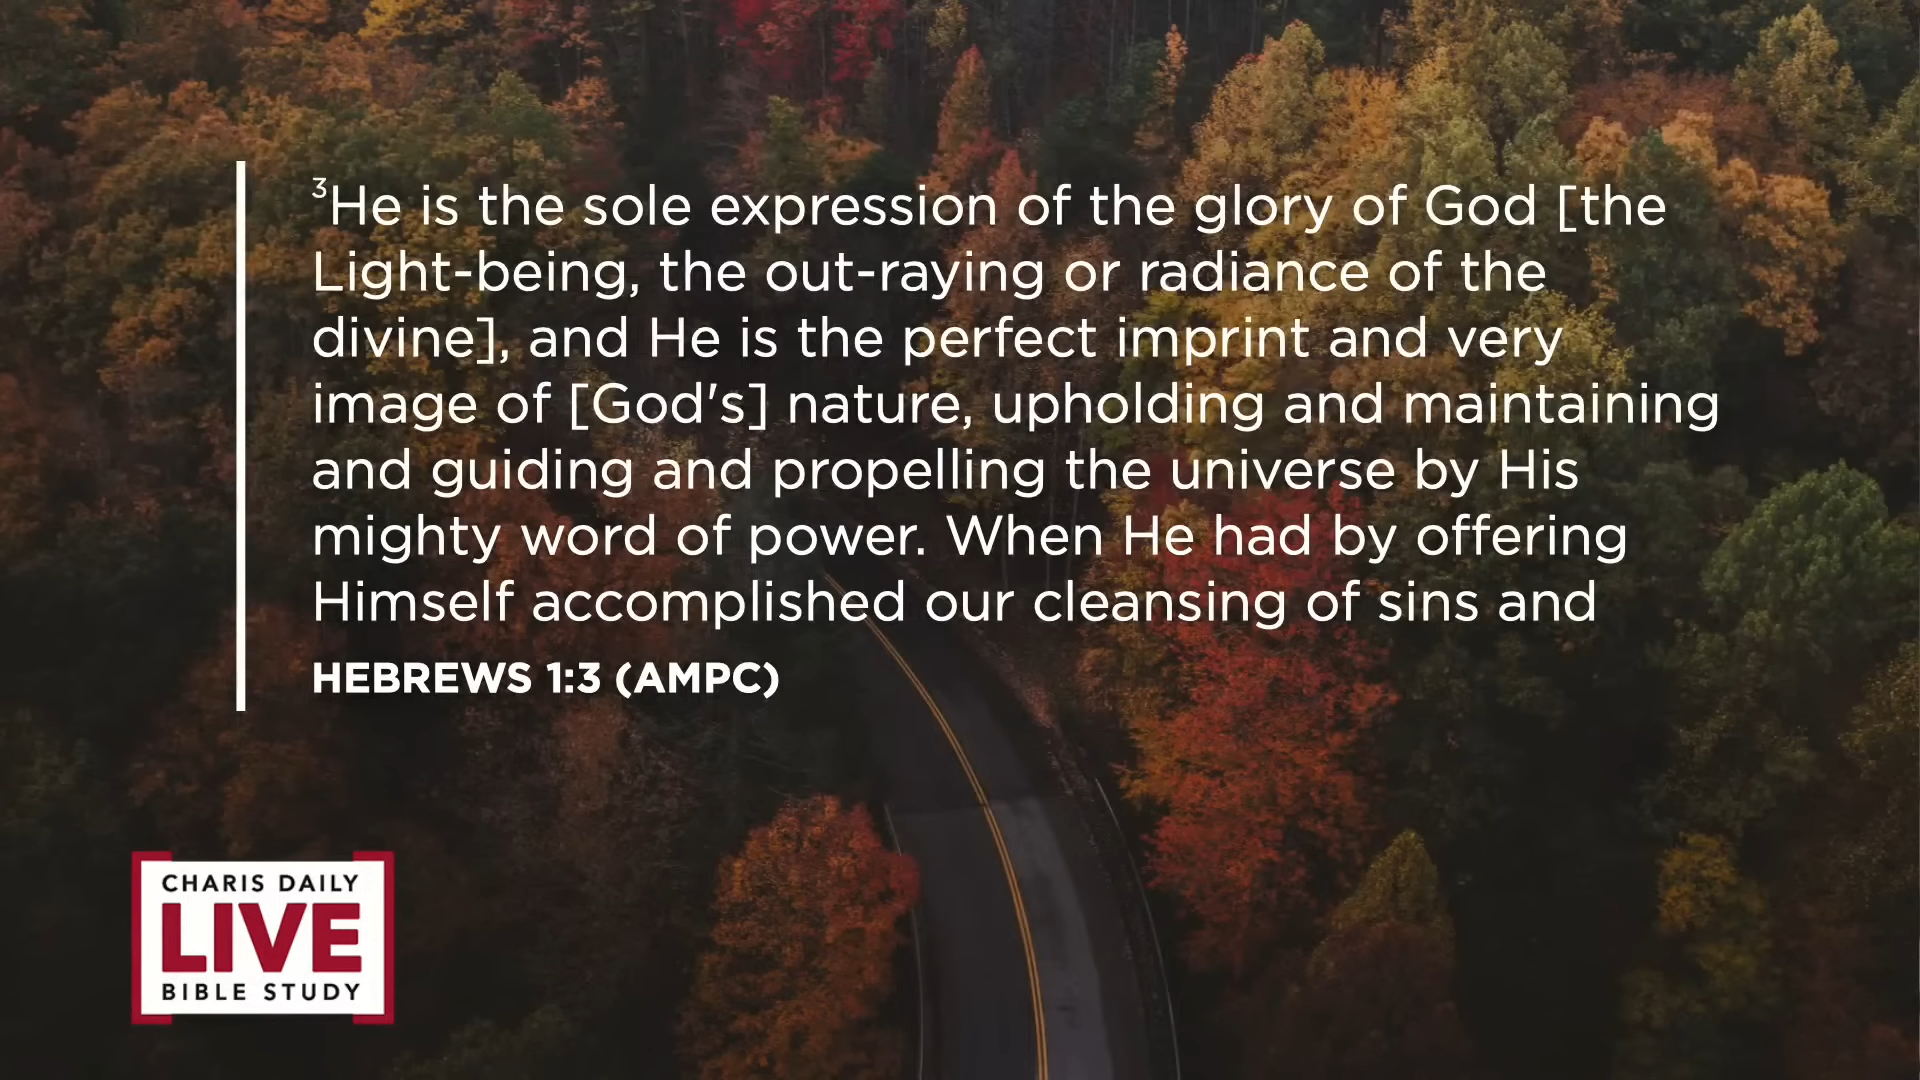 ³He is the sole expression of the glory of God [the
Light-being, the out-raying or radiance of the
divine], and He is the perfect imprint and very
image of [God's] nature, upholding and maintaining
and guiding and propelling the universe by His
mighty word of power. When He had by offering
Himself accomplished our cleansing of sins and
HEBREWS 1:3 (AMPC)
CHARIS DAILY
LIVE
BIBLE STUDY